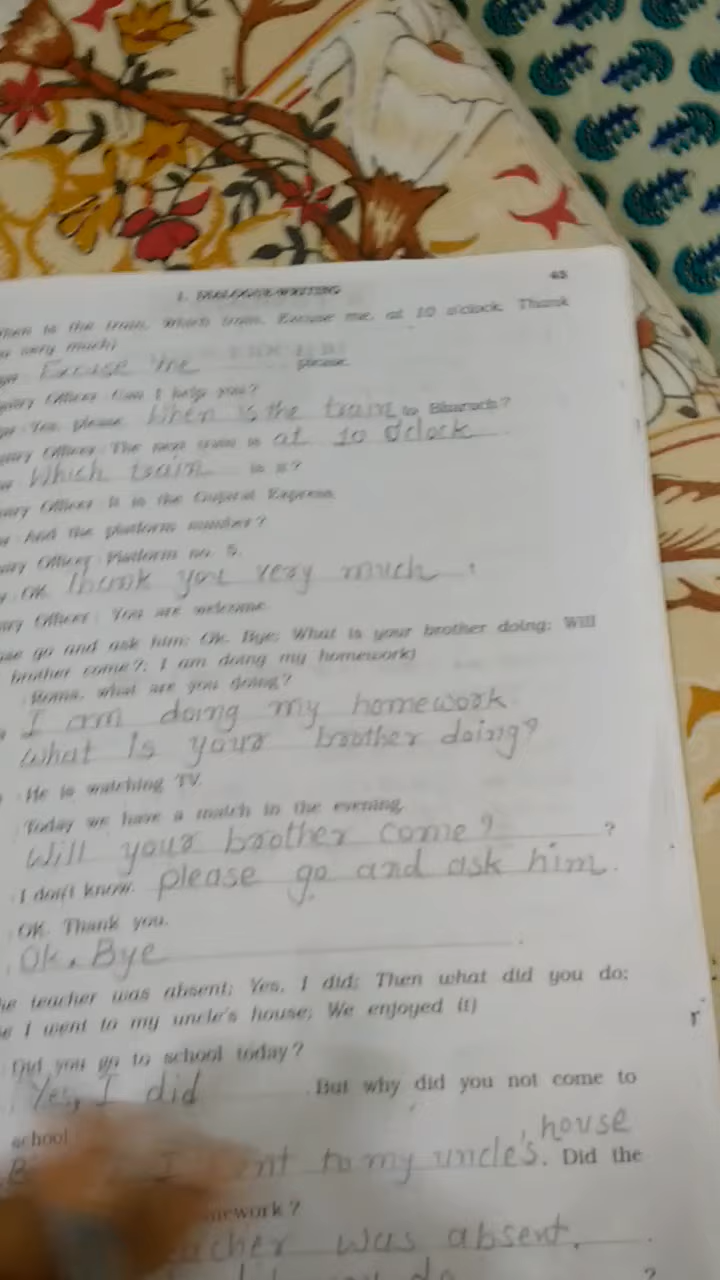 1. DIALOGUE WRITING 43
is the train, Which train, Excuse me, at 10 o'clock, Thank
very much)
Excuse me please.
Officer : Can I help you?
Yes, please. When is the train to Bharuch?
Officer : The next train is at 10 o'clock
Which train is it?
Officer : It is the Gujarat Express.
And the platform number?
Officer : Platform no. 5.
OK. Thank you very much.
Officer : You are welcome.
go and ask him; Ok, Bye; What is your brother doing; Will
brother come?; I am doing my homework)
what are you doing?
I am doing my homework
What Is your brother doing?
He is watching TV.
Today we have a match in the evening.
Will your brother come? ?
I don't know. please go and ask him.
OK. Thank you.
Ok. Bye .
teacher was absent; Yes, I did; Then what did you do;
I went to my uncle's house; We enjoyed it)
Did you go to school today?
Yes, I did . But why did you not come to
school
house
I to my uncle's. Did the
?
was absent. .
do ?